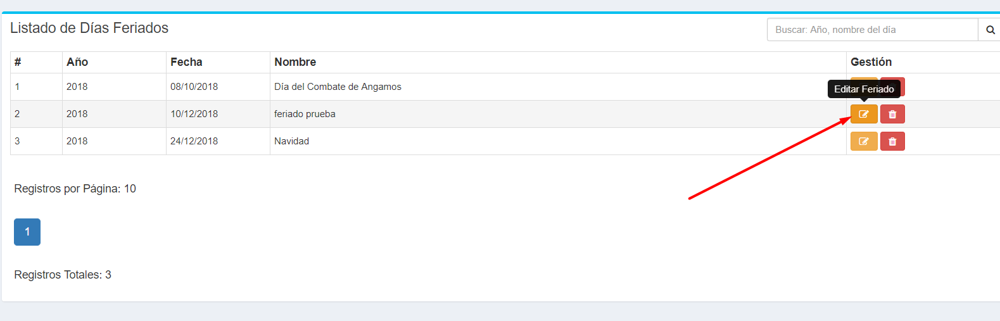 Listado de Días Feriados
Buscar: Año, nombre del día
# Año Fecha Nombre Gestión
1 2018 08/10/2018 Día del Combate de Angamos
Editar Feriado
2 2018 10/12/2018 feriado prueba
3 2018 24/12/2018 Navidad
Registros por Página: 10
1
Registros Totales: 3